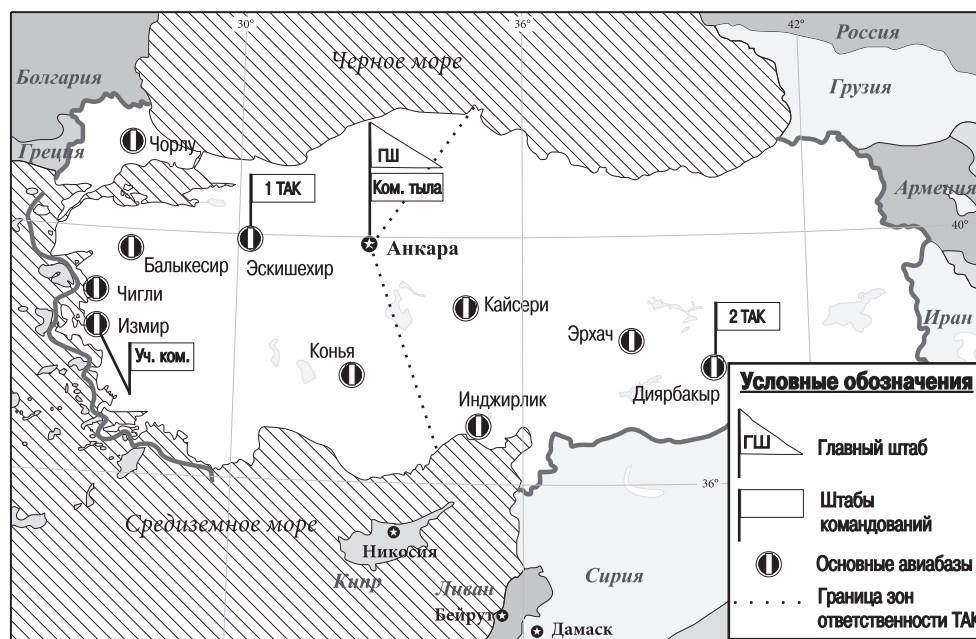 30°
36°
42°
Россия
Черное море
Болгария
Грузия
Греция
Чорлу
ГШ
1 ТАК
Ком. тыла
Армения
40°
Анкара
Балыкесир
Эскишехир
Чигли
Кайсери
Иран
Измир
Эрхач
2 ТАК
Уч. ком.
Конья
Диярбакыр
Инджирлик
36°
Средиземное море
Никосия
Кипр
Ливан
Сирия
Бейрут
Дамаск
Условные обозначения
ГШ
Главный штаб
Штабы
командований
Основные авиабазы
Граница зон
ответственности ТАК